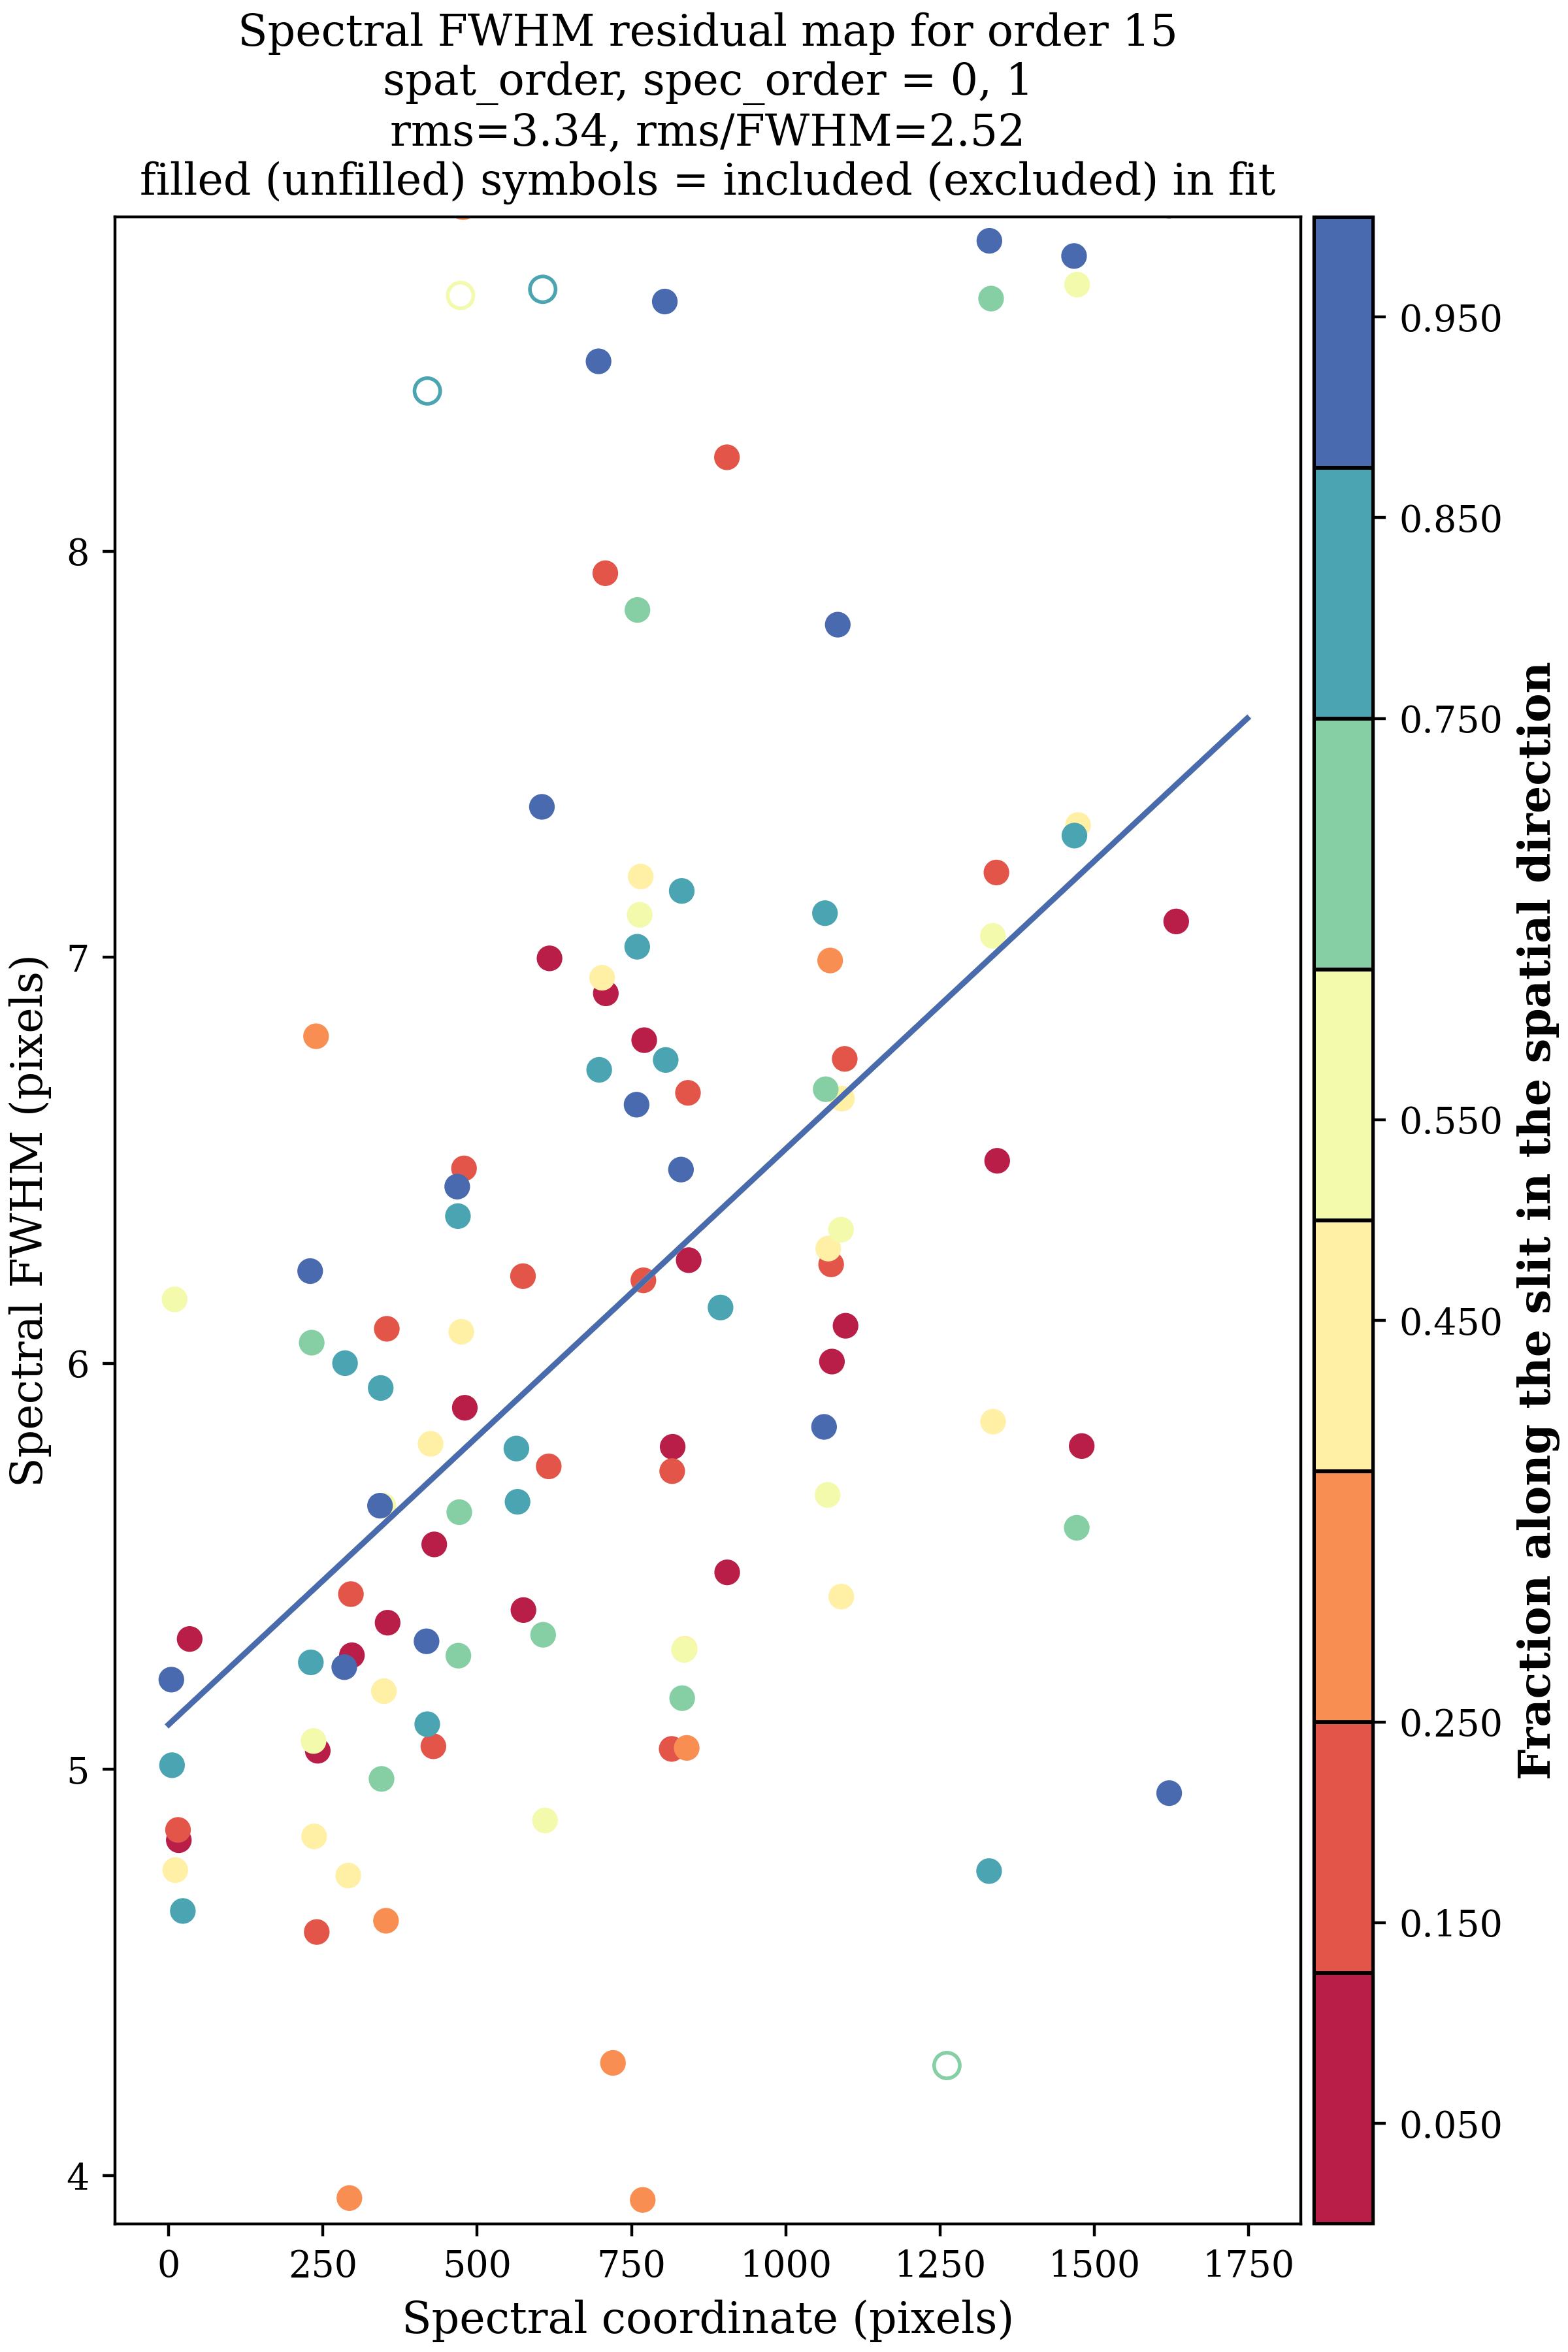 Spectral FWHM residual map for order 15
spat_order, spec_order = 0, 1
rms=3.34, rms/FWHM=2.52
filled (unfilled) symbols = included (excluded) in fit
8
7
6
5
4
Spectral FWHM (pixels)
0 250 500 750 1000 1250 1500 1750
Spectral coordinate (pixels)
0.950
0.850
0.750
0.550
0.450
0.250
0.150
0.050
Fraction along the slit in the spatial direction